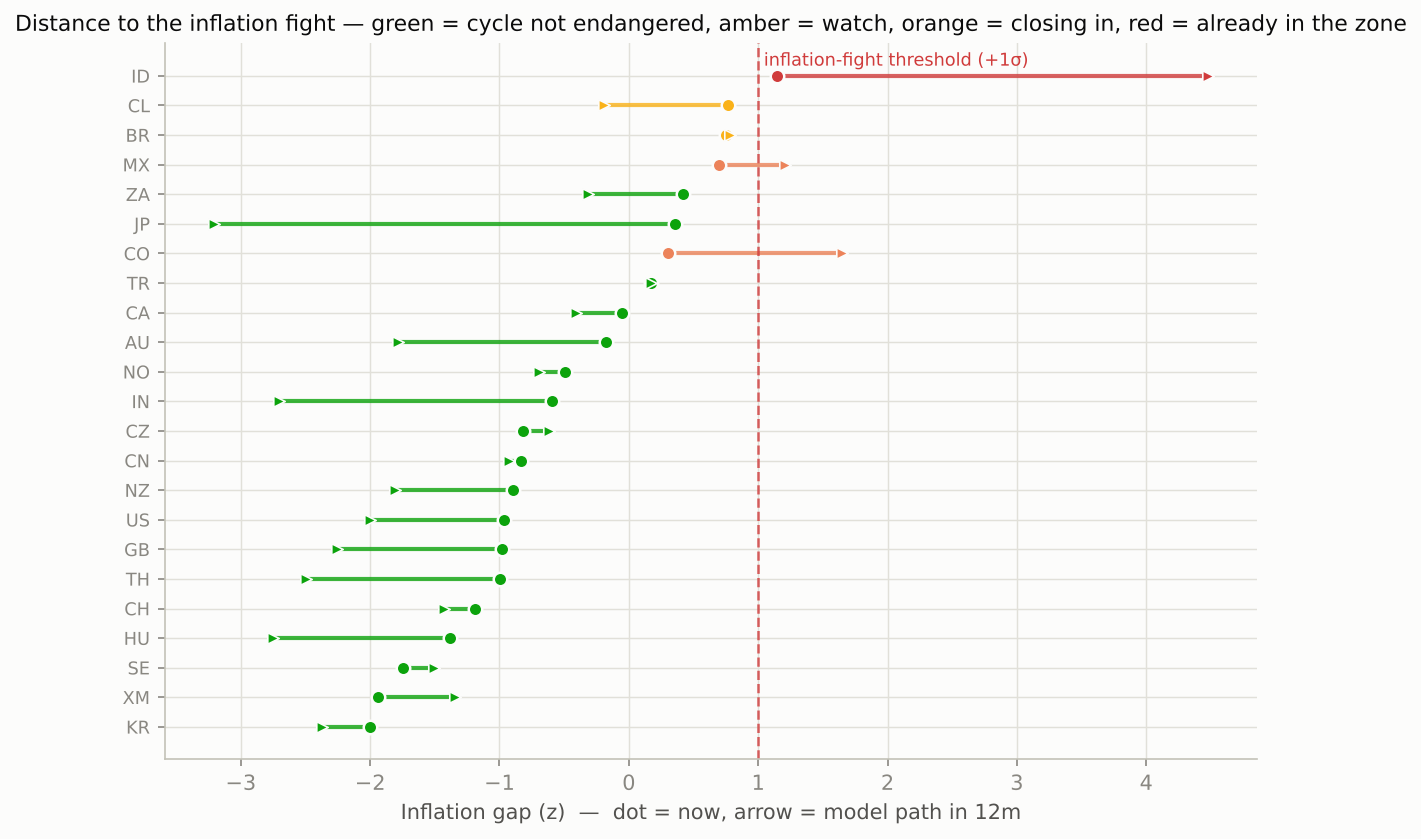 Distance to the inflation fight — green = cycle not endangered, amber = watch, orange = closing in, red = already in the zone
inflation-fight threshold (+1σ)
ID
CL
BR
MX
ZA
JP
CO
TR
CA
AU
NO
IN
CZ
CN
NZ
US
GB
TH
CH
HU
SE
XM
KR
−3 −2 −1 0 1 2 3 4
Inflation gap (z) — dot = now, arrow = model path in 12m